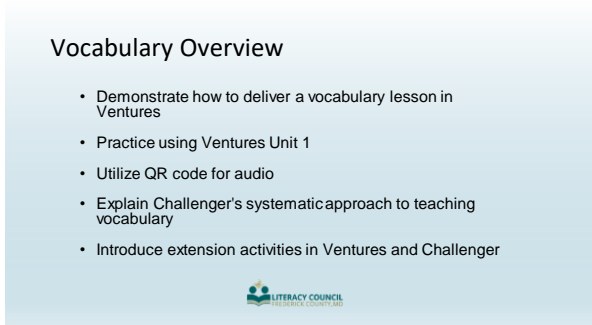 Vocabulary Overview
• Demonstrate how to deliver a vocabulary lesson in
Ventures
• Practice using Ventures Unit 1
• Utilize QR code for audio
• Explain Challenger's systematic approach to teaching
vocabulary
• Introduce extension activities in Ventures and Challenger
LITERACY COUNCIL
FREDERICK COUNTY, MD